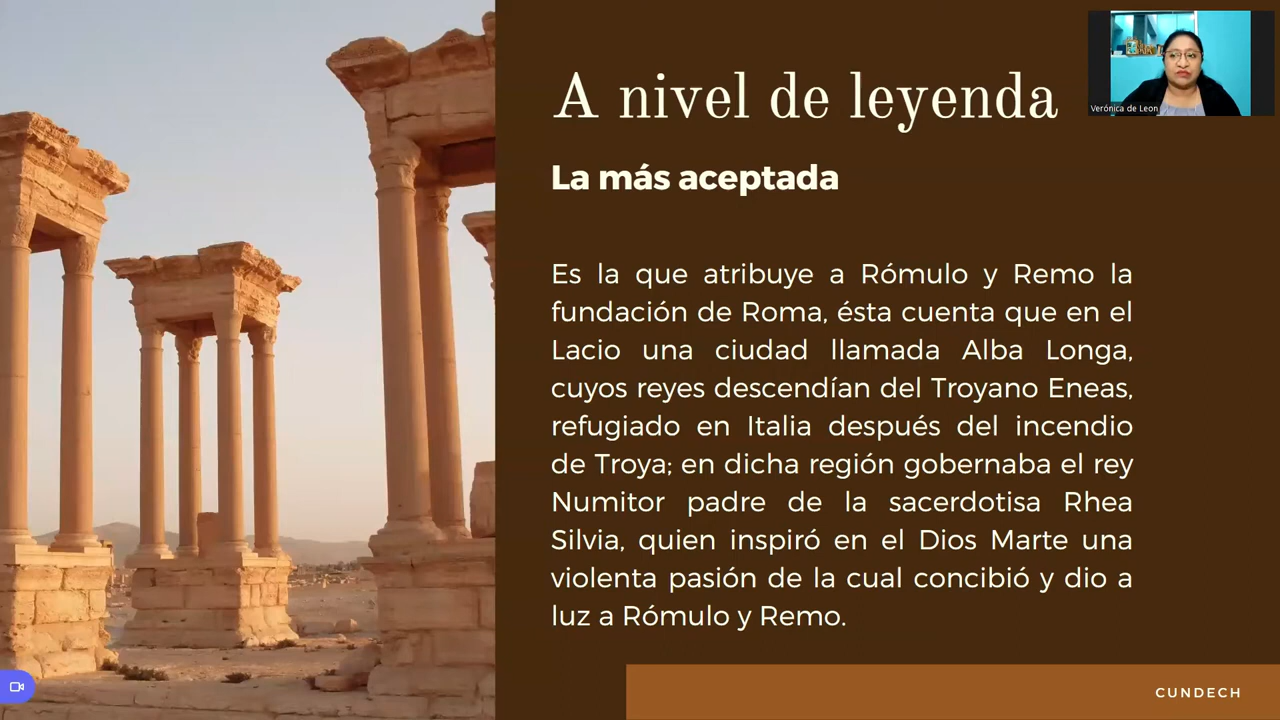 A nivel de leyenda
Verónica de Leon
La más aceptada
Es la que atribuye a Rómulo y Remo la
fundación de Roma, ésta cuenta que en el
Lacio una ciudad llamada Alba Longa,
cuyos reyes descendían del Troyano Eneas,
refugiado en Italia después del incendio
de Troya; en dicha región gobernaba el rey
Numitor padre de la sacerdotisa Rhea
Silvia, quien inspiró en el Dios Marte una
violenta pasión de la cual concibió y dio a
luz a Rómulo y Remo.
CUNDECH